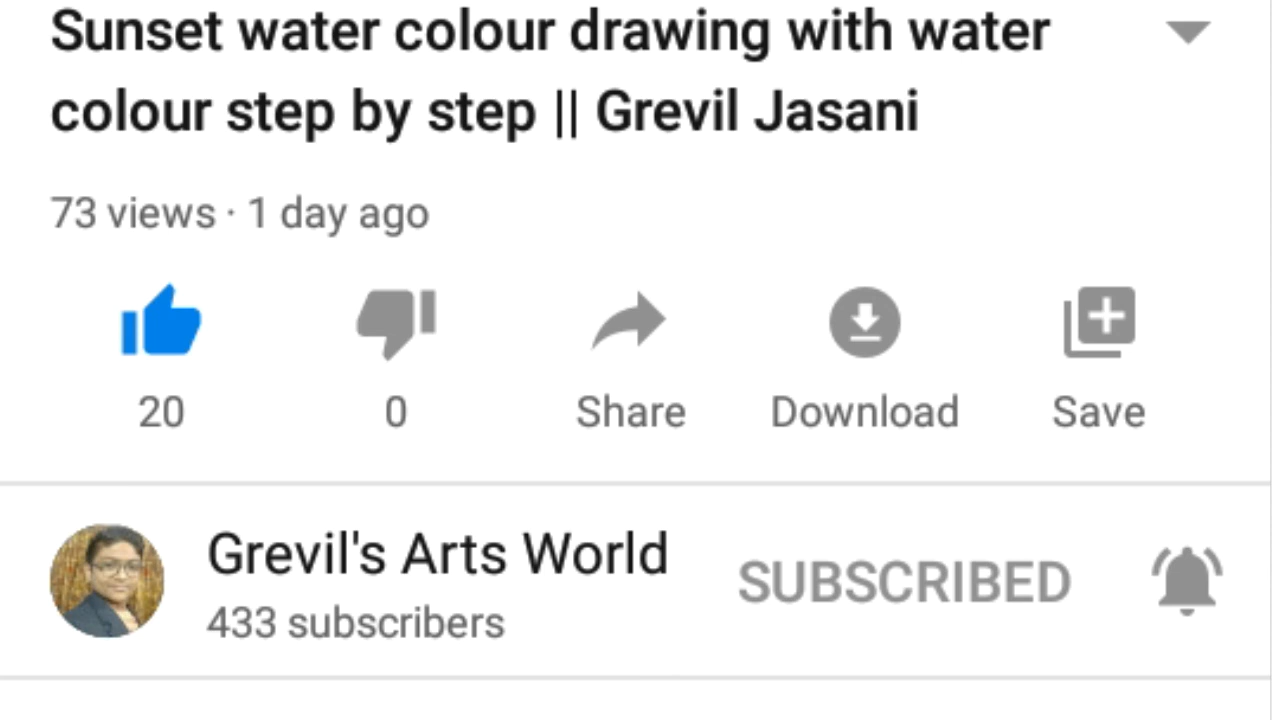 Sunset water colour drawing with water
colour step by step || Grevil Jasani
73 views · 1 day ago
20 0 Share Download Save
Grevil's Arts World
433 subscribers
SUBSCRIBED